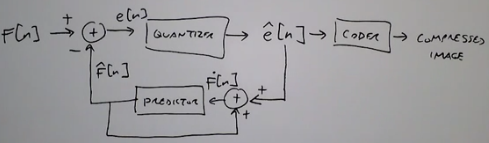 F[n] + e[n] QUANTIZER ê[n] CODER COMPRESSED
IMAGE
−
F̂[n] Ḟ[n]
PREDICTOR + +
+